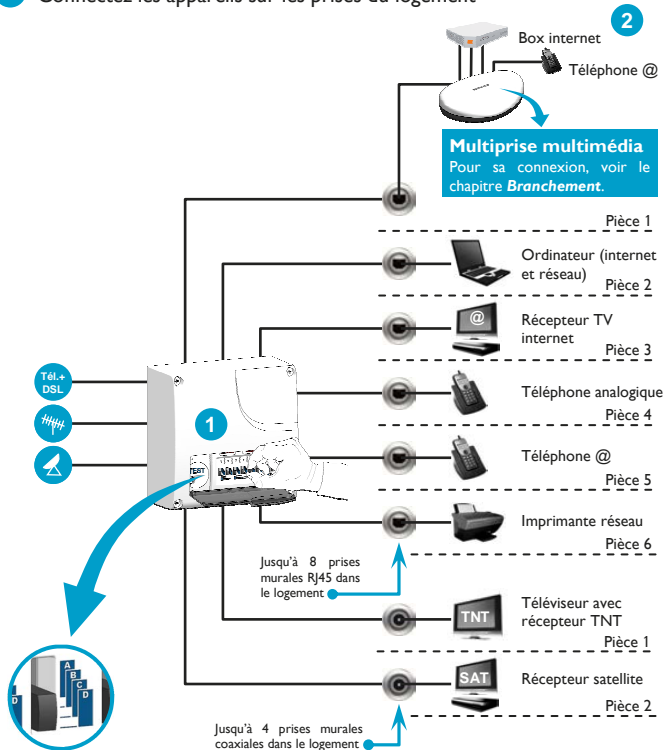 Connectez les appareils sur les prises du logement
2
Box internet
Téléphone @
Multiprise multimédia
Pour sa connexion, voir le
chapitre Branchement.
Pièce 1
Ordinateur (internet
et réseau)
Pièce 2
@
Récepteur TV
internet
Pièce 3
Tél.+
DSL
Téléphone analogique
Pièce 4
1
TEST
Téléphone @
Pièce 5
Imprimante réseau
Pièce 6
Jusqu'à 8 prises
murales RJ45 dans
le logement
TNT
Téléviseur avec
récepteur TNT
Pièce 1
A
B
C
D
D
SAT
Récepteur satellite
Pièce 2
Jusqu'à 4 prises murales
coaxiales dans le logement